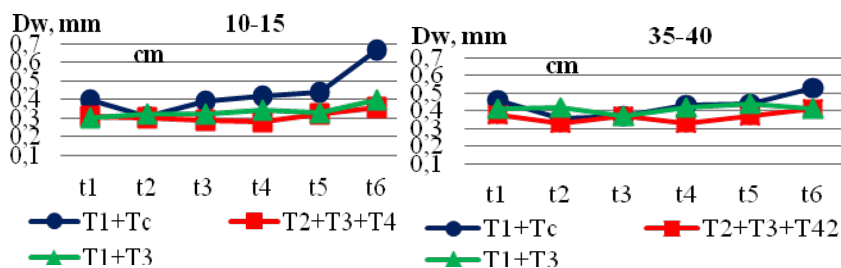 Dw, mm 10-15
cm
0,7
0,6
0,5
0,4
0,3
0,2
0,1
t1 t2 t3 t4 t5 t6
T1+Tc T2+T3+T4
T1+T3
Dw, mm 35-40
cm
0,7
0,6
0,5
0,4
0,3
0,2
0,1
t1 t2 t3 t4 t5 t6
T1+Tc T2+T3+T42
T1+T3